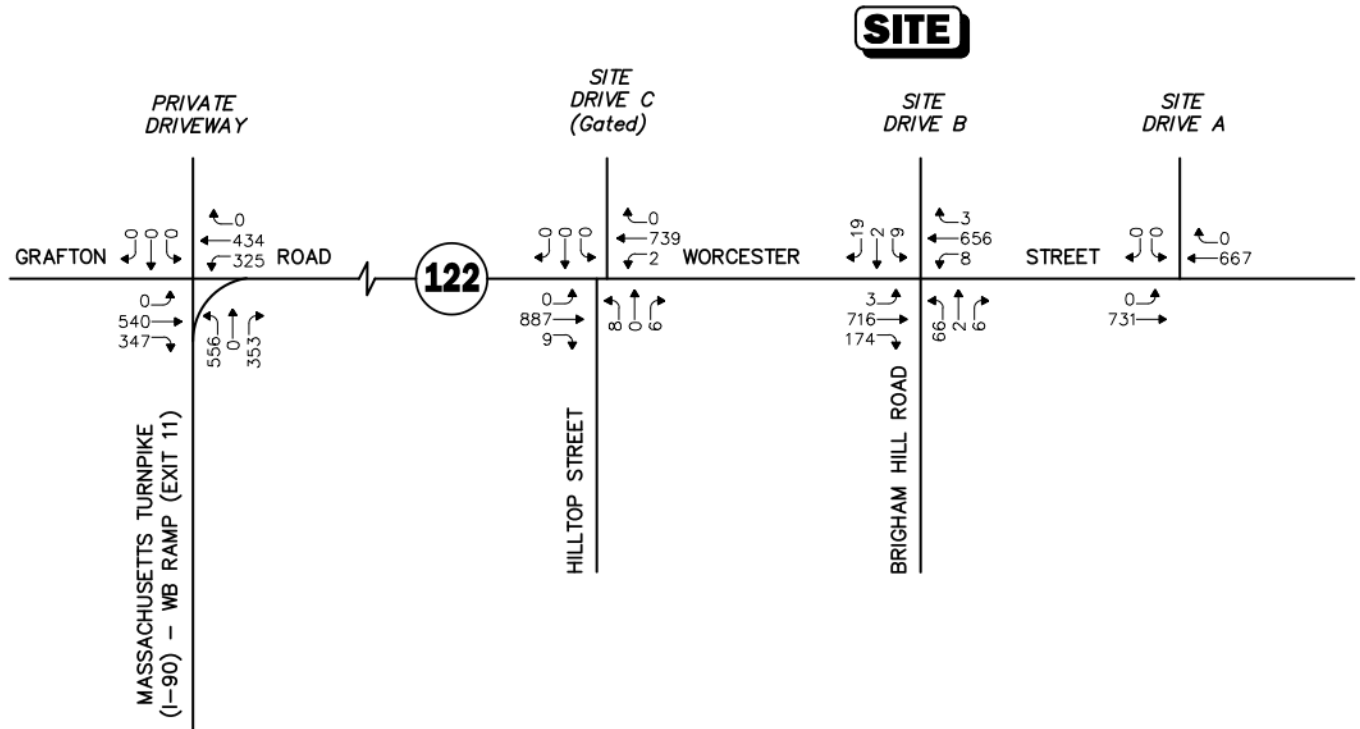 SITE
PRIVATE
DRIVEWAY
SITE
DRIVE C
(Gated)
SITE
DRIVE B
SITE
DRIVE A
GRAFTON
0
0
0
0
434
325
ROAD
0
540
347
556
0
353
122
0
0
0
0
739
2
WORCESTER
0
887
9
8
0
6
19
2
9
3
656
8
STREET
3
716
174
66
2
6
0
0
0
667
0
731
MASSACHUSETTS TURNPIKE
(I-90) - WB RAMP (EXIT 11)
HILLTOP STREET
BRIGHAM HILL ROAD